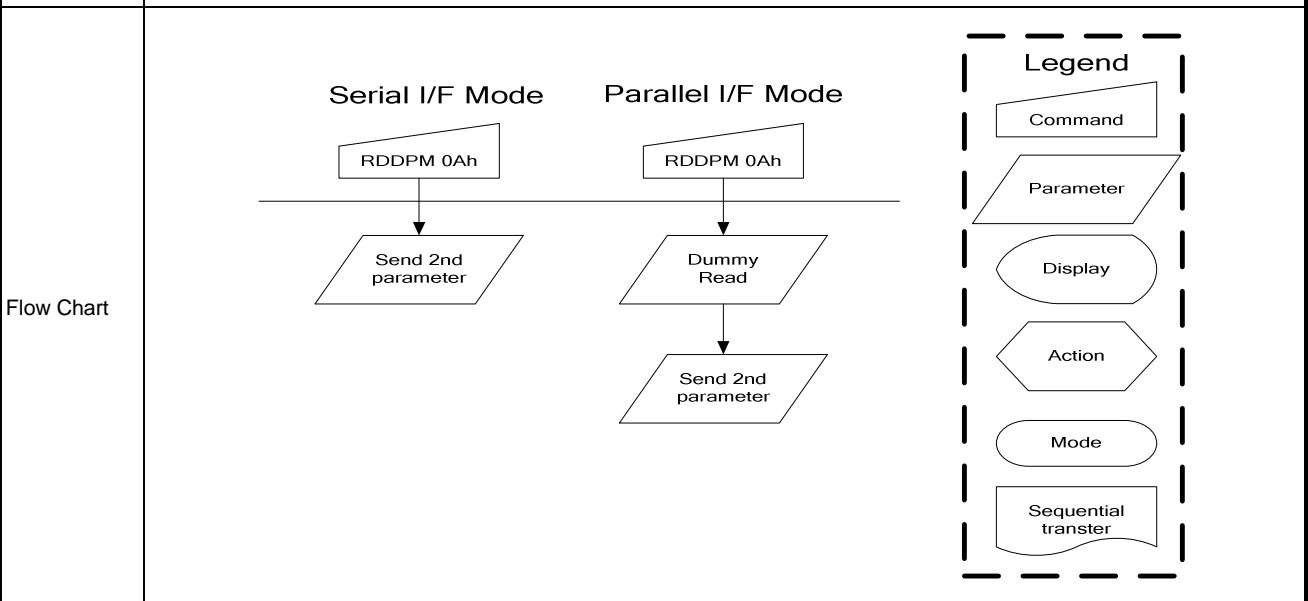 Flow Chart
Serial I/F Mode
RDDPM 0Ah
Send 2nd
parameter
Parallel I/F Mode
RDDPM 0Ah
Dummy
Read
Send 2nd
parameter
Legend
Command
Parameter
Display
Action
Mode
Sequential
transter